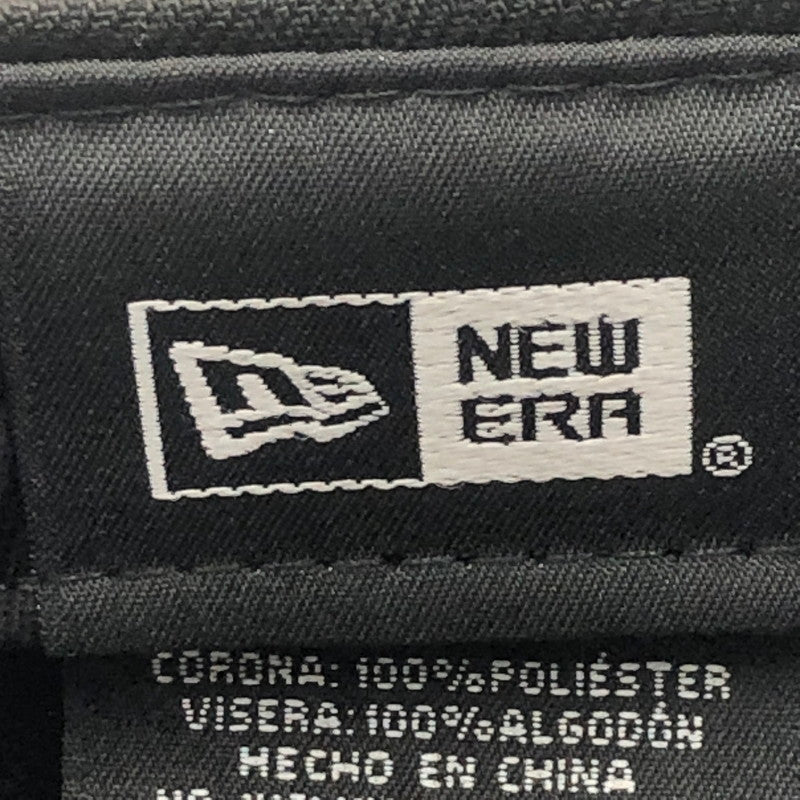 NEW
ERA
®
CORONA: 100% POLIÉSTER
VISERA: 100% ALGODÓN
HECHO EN CHINA